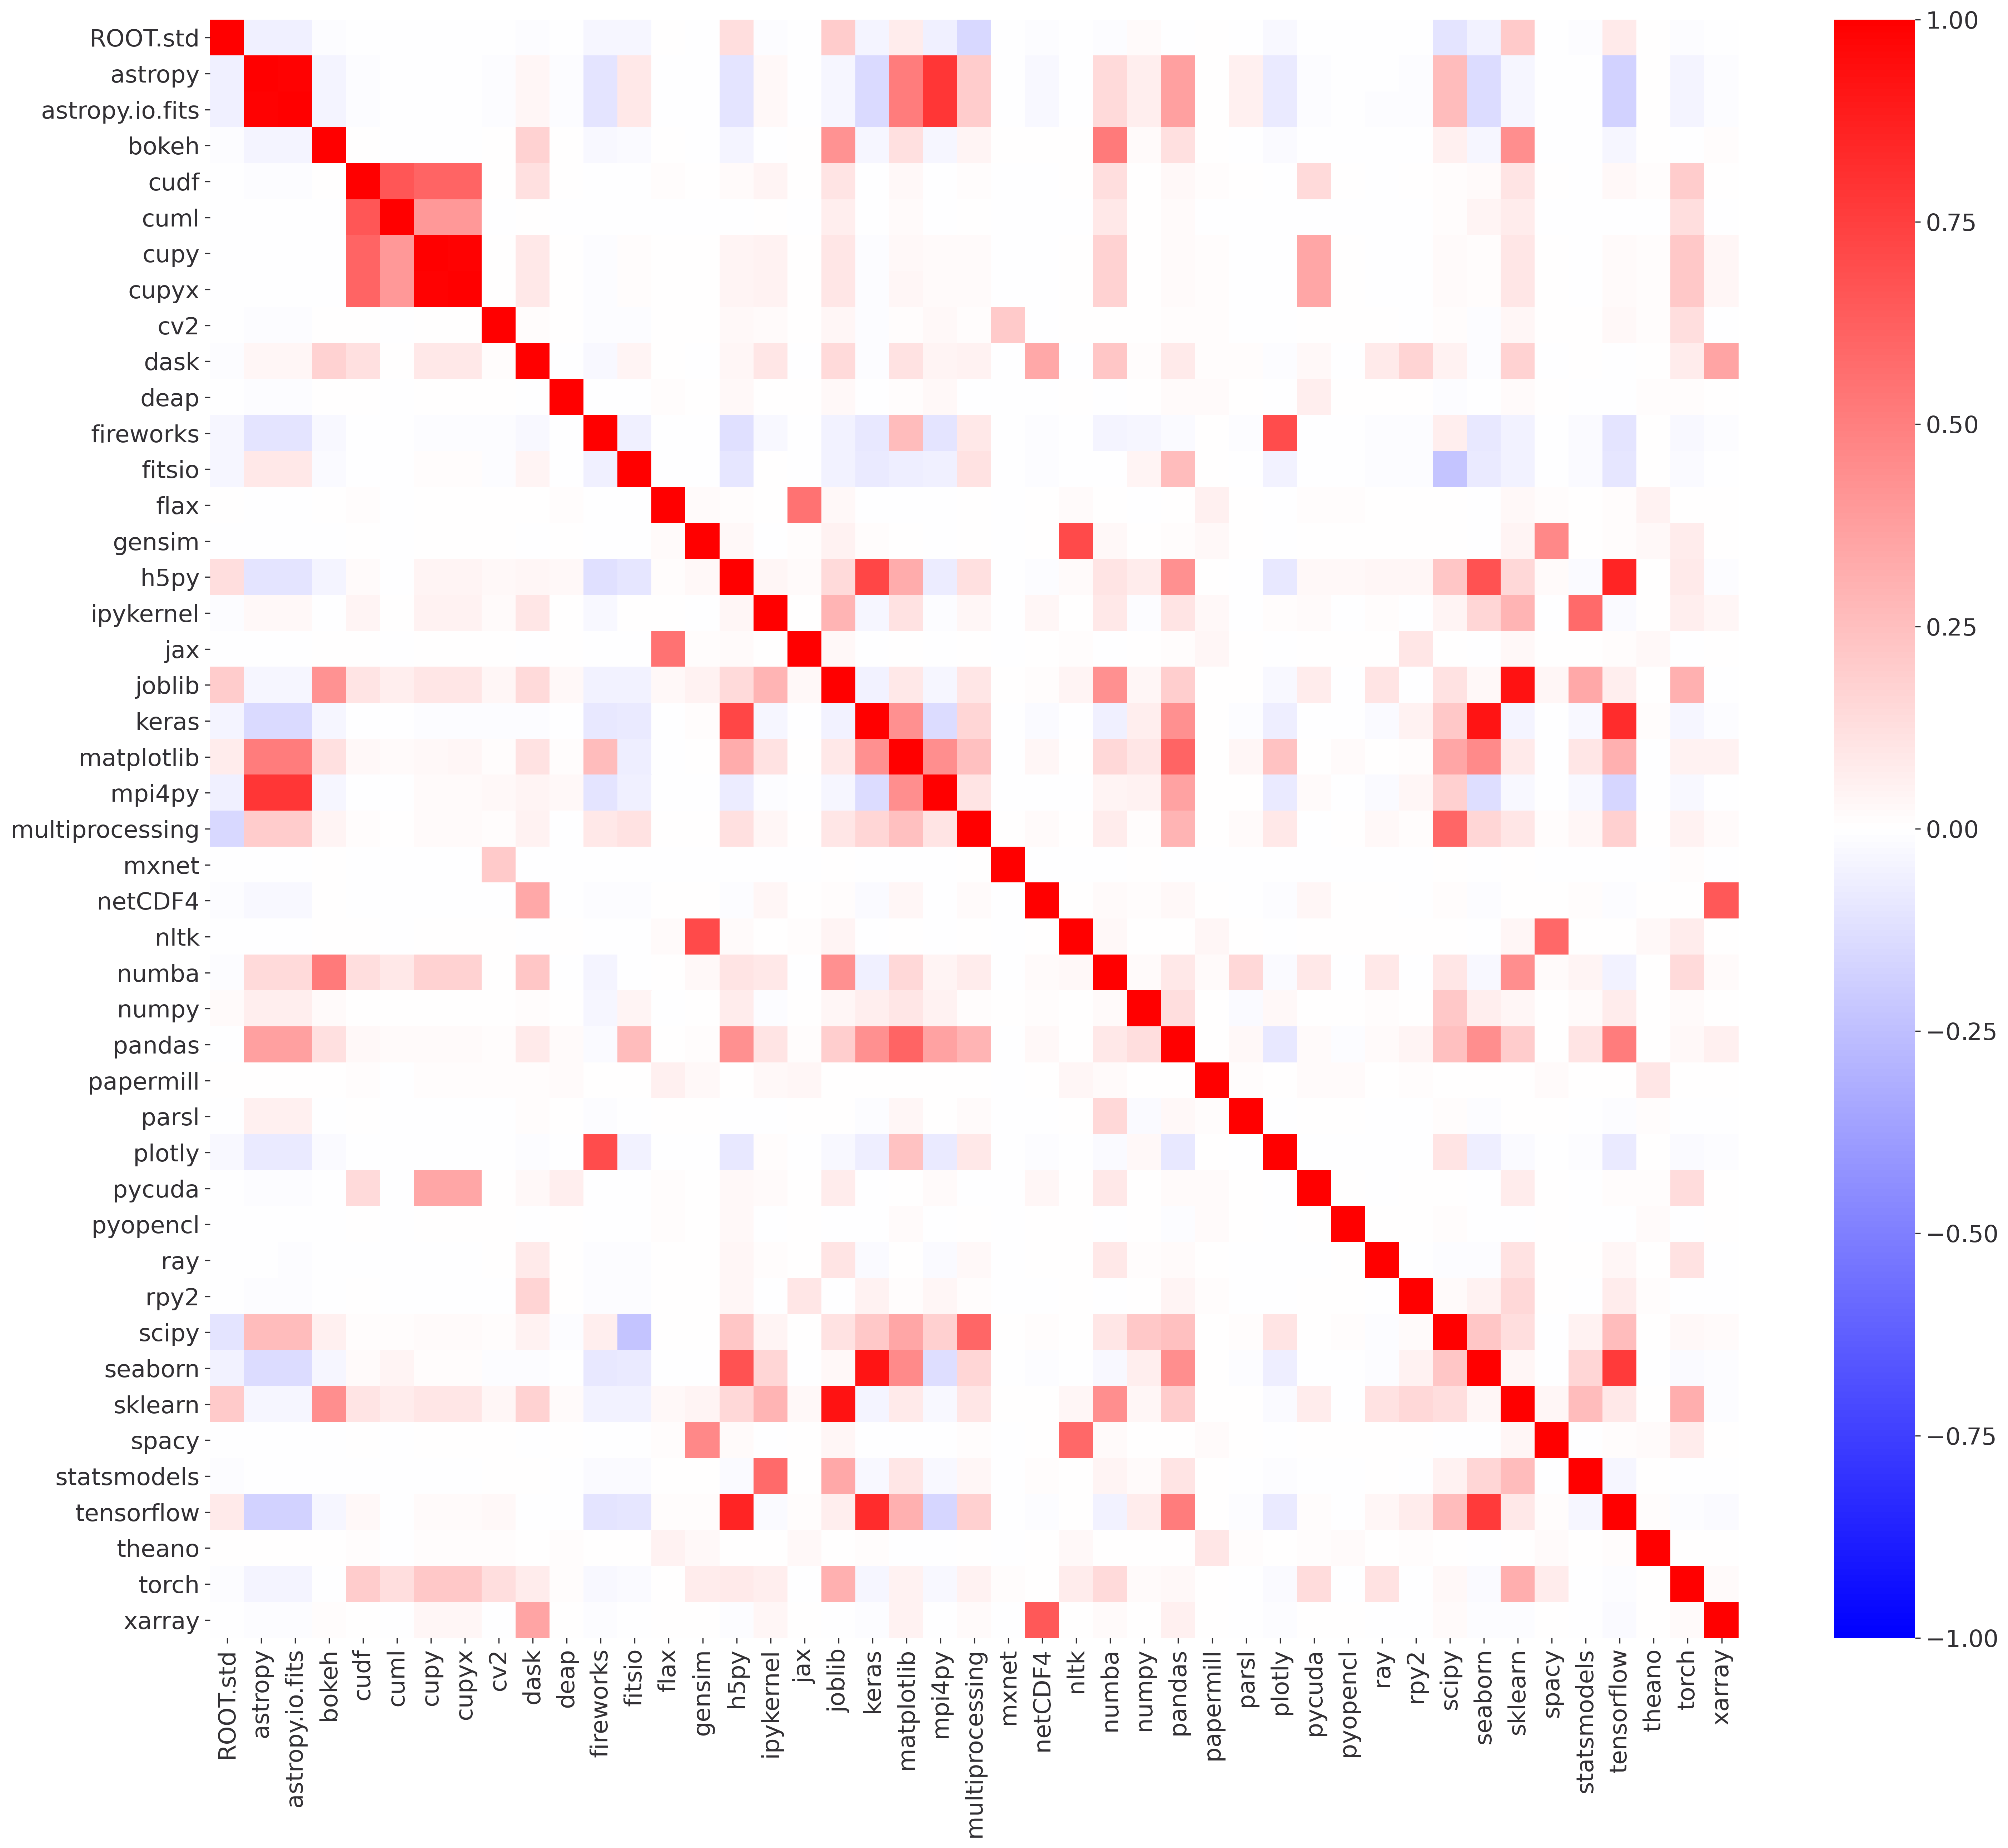 ROOT.std
astropy
astropy.io.fits
bokeh
cudf
cuml
cupy
cupyx
cv2
dask
deap
fireworks
fitsio
flax
gensim
h5py
ipykernel
jax
joblib
keras
matplotlib
mpi4py
multiprocessing
mxnet
netCDF4
nltk
numba
numpy
pandas
papermill
parsl
plotly
pycuda
pyopencl
ray
rpy2
scipy
seaborn
sklearn
spacy
statsmodels
tensorflow
theano
torch
xarray
ROOT.std
astropy
astropy.io.fits
bokeh
cudf
cuml
cupy
cupyx
cv2
dask
deap
fireworks
fitsio
flax
gensim
h5py
ipykernel
jax
joblib
keras
matplotlib
mpi4py
multiprocessing
mxnet
netCDF4
nltk
numba
numpy
pandas
papermill
parsl
plotly
pycuda
pyopencl
ray
rpy2
scipy
seaborn
sklearn
spacy
statsmodels
tensorflow
theano
torch
xarray
1.00
0.75
0.50
0.25
0.00
−0.25
−0.50
−0.75
−1.00